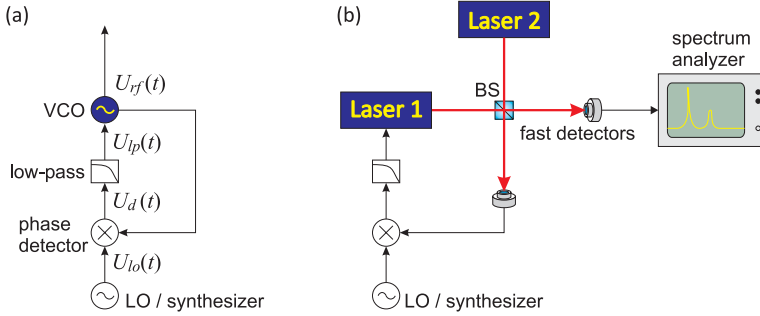 (a)
U_rf(t)
VCO
U_lp(t)
low-pass
U_d(t)
phase
detector
U_lo(t)
LO / synthesizer
(b)
Laser 2
spectrum
analyzer
BS
Laser 1
fast detectors
LO / synthesizer